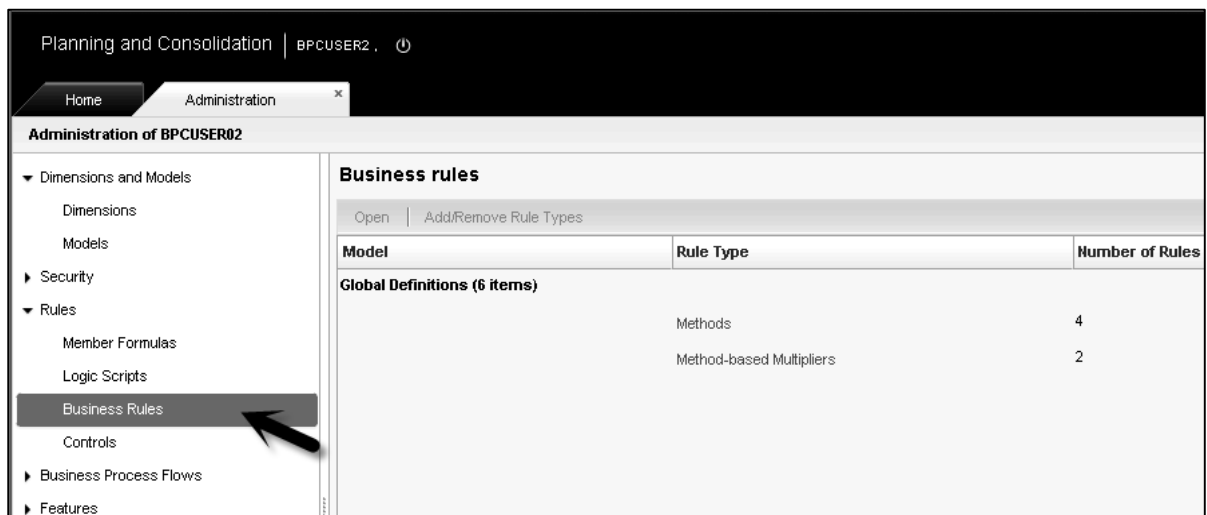 Planning and Consolidation | BPCUSER2 .
Home Administration ×
Administration of BPCUSER02
Dimensions and Models
Dimensions
Models
Security
Rules
Member Formulas
Logic Scripts
Business Rules
Controls
Business Process Flows
Features
Business rules
Open | Add/Remove Rule Types
Model Rule Type Number of Rules
Global Definitions (6 items)
Methods 4
Method-based Multipliers 2